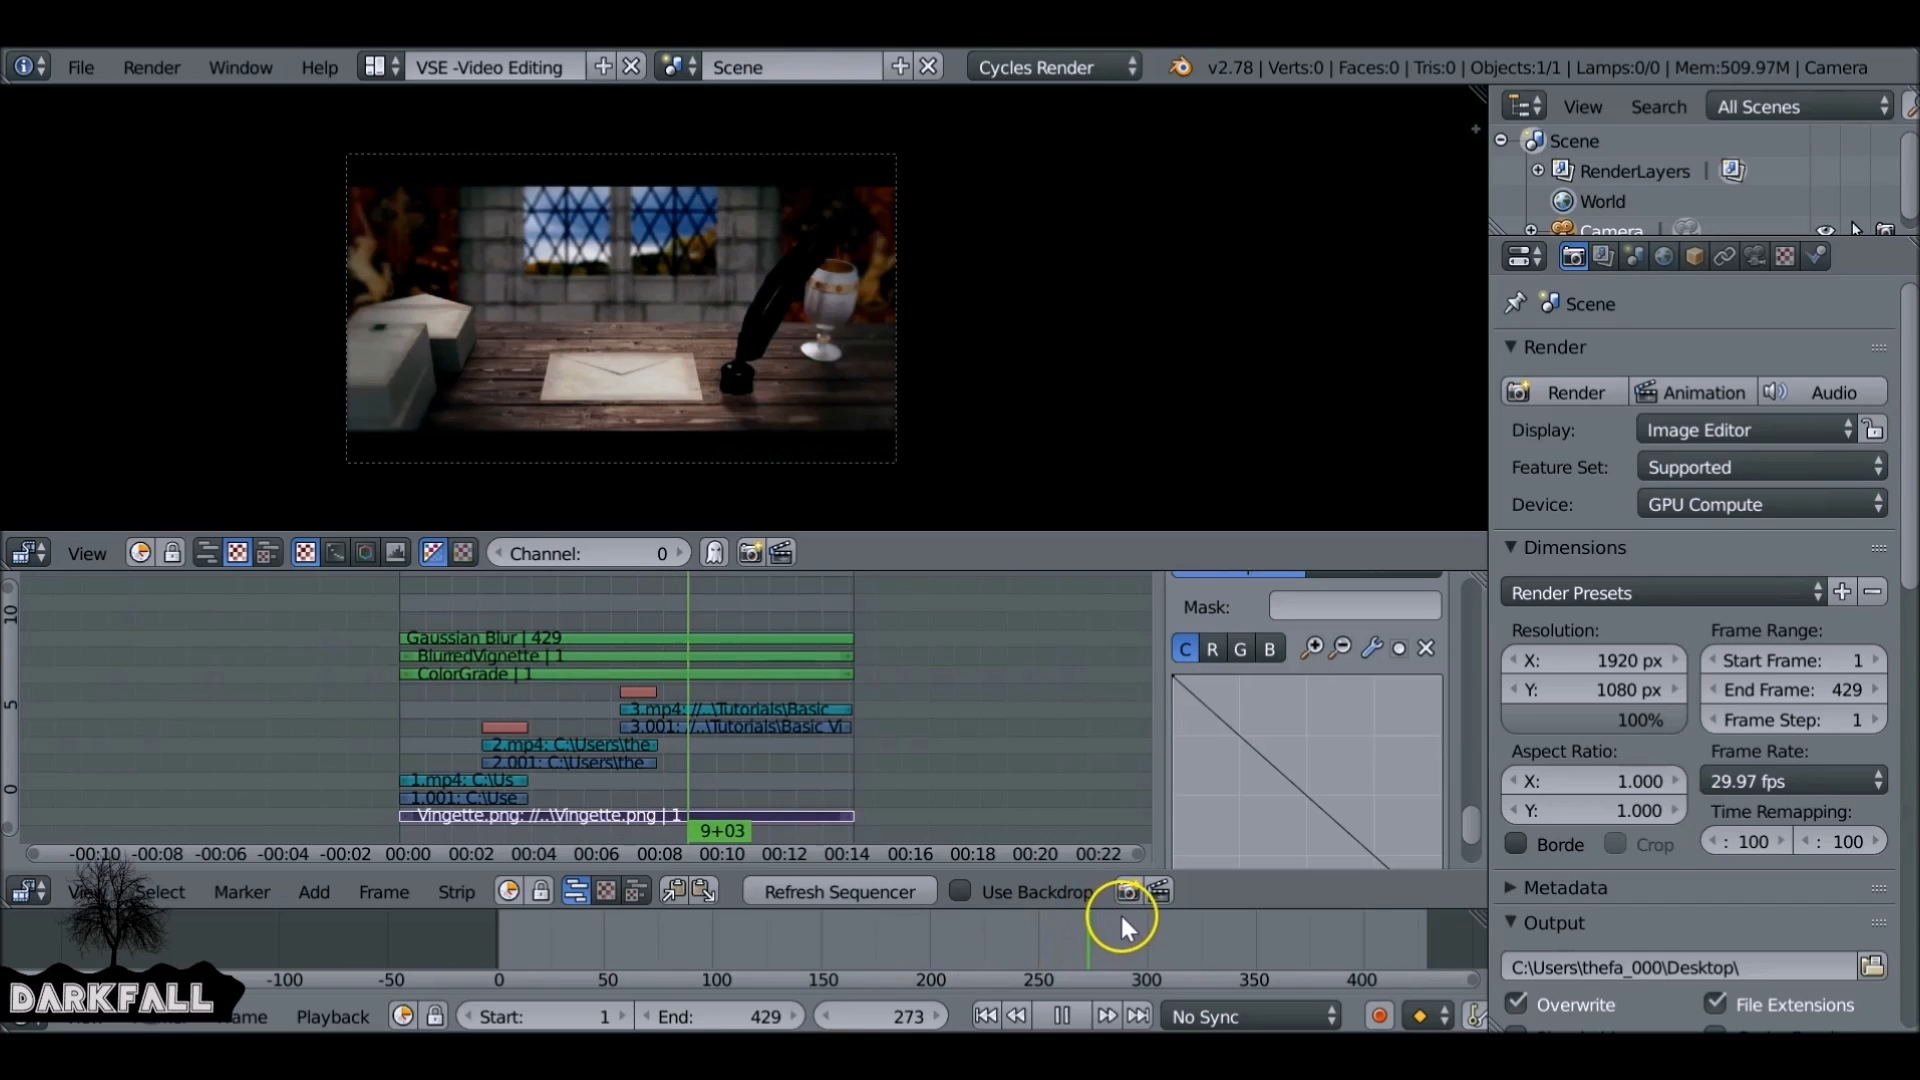 File Render Window Help VSE -Video Editing Scene Cycles Render v2.78 | Verts:0 | Faces:0 | Tris:0 | Objects:1/1 | Lamps:0/0 | Mem:509.97M | Camera
View Search All Scenes
Scene
RenderLayers
World
Camera
Scene
Render
Render Animation Audio
Display: Image Editor
Feature Set: Supported
Device: GPU Compute
Dimensions
Render Presets
Resolution: Frame Range:
X: 1920 px Start Frame: 1
Y: 1080 px End Frame: 429
100% Frame Step: 1
Aspect Ratio: Frame Rate:
X: 1.000 29.97 fps
Y: 1.000 Time Remapping:
Borde Crop : 100 : 100
Metadata
Output
C:\Users\thefa_000\Desktop\
Overwrite File Extensions
View Channel: 0
Mask:
C R G B
10
5
0
Gaussian Blur | 429
BlurredVignette | 1
ColorGrade | 1
3.mp4: //..\Tutorials\Basic
3.001: //..\Tutorials\Basic Vi
2.mp4: C:\Users\the
2.001: C:\Users\the
1.mp4: C:\Us
1.001: C:\Use
Vingette.png: //..\Vingette.png | 1
9+03
-00:10 -00:08 -00:06 -00:04 -00:02 00:00 00:02 00:04 00:06 00:08 00:10 00:12 00:14 00:16 00:18 00:20 00:22
Select Marker Add Frame Strip Refresh Sequencer Use Backdrop
-100 -50 0 50 100 150 200 250 300 350 400
DARKFALL
Playback Start: 1 End: 429 273 No Sync